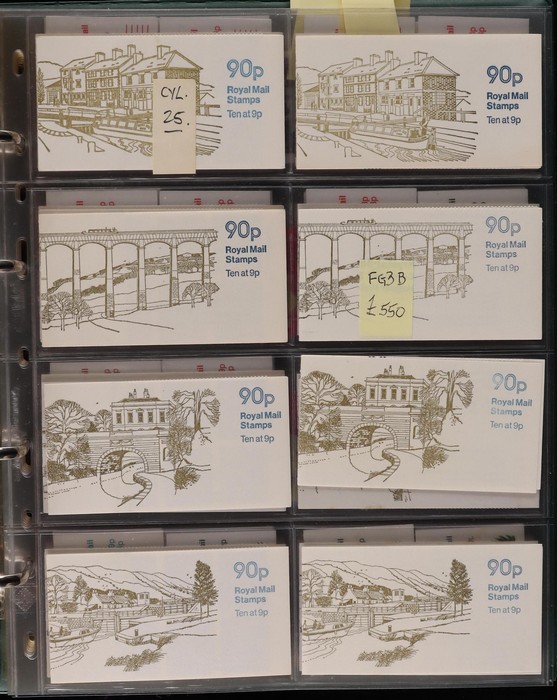 90p
Royal Mail
Stamps
Ten at 9p
CYL.
25.
90p
Royal Mail
Stamps
Ten at 9p
90p
Royal Mail
Stamps
Ten at 9p
90p
Royal Mail
Stamps
Ten at 9p
FG3B
£550
90p
Royal Mail
Stamps
Ten at 9p
90p
Royal Mail
Stamps
Ten at 9p
90p
Royal Mail
Stamps
Ten at 9p
90p
Royal Mail
Stamps
Ten at 9p